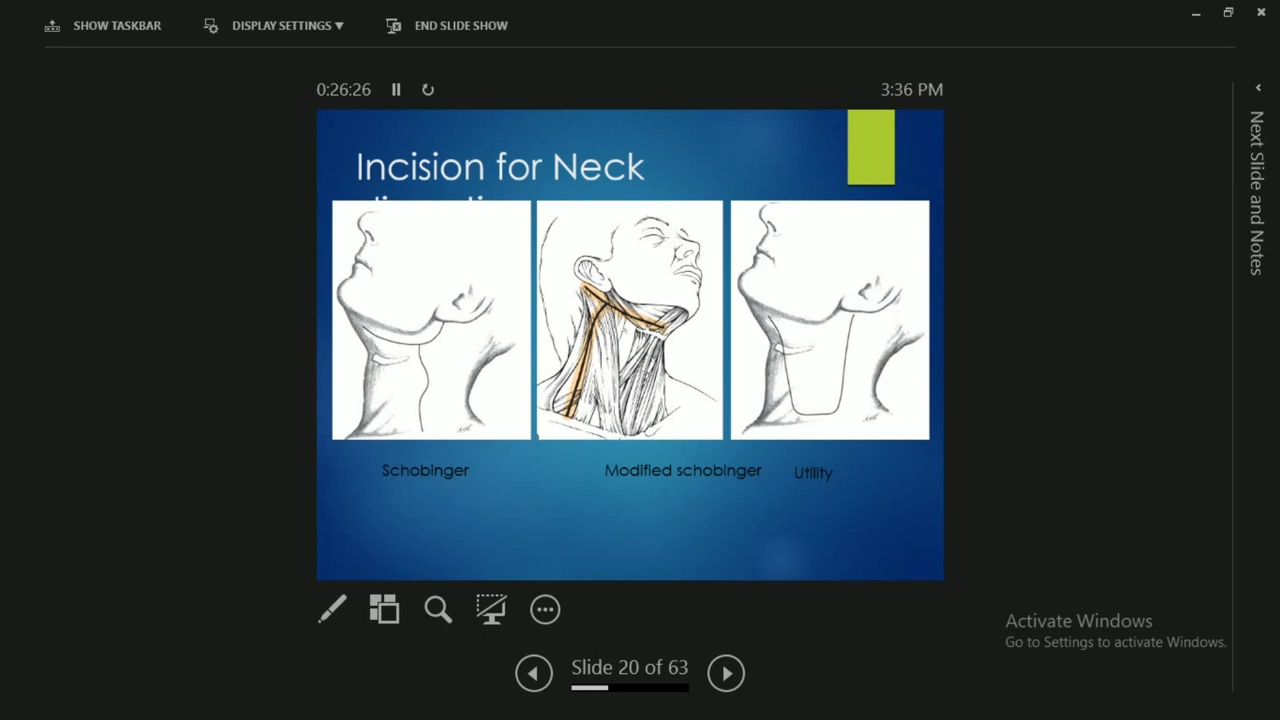 SHOW TASKBAR
DISPLAY SETTINGS ▼
END SLIDE SHOW
0:26:26
3:36 PM
Incision for Neck
Schobinger
Modified schobinger
Utility
Next Slide and Notes
Activate Windows
Go to Settings to activate Windows.
Slide 20 of 63